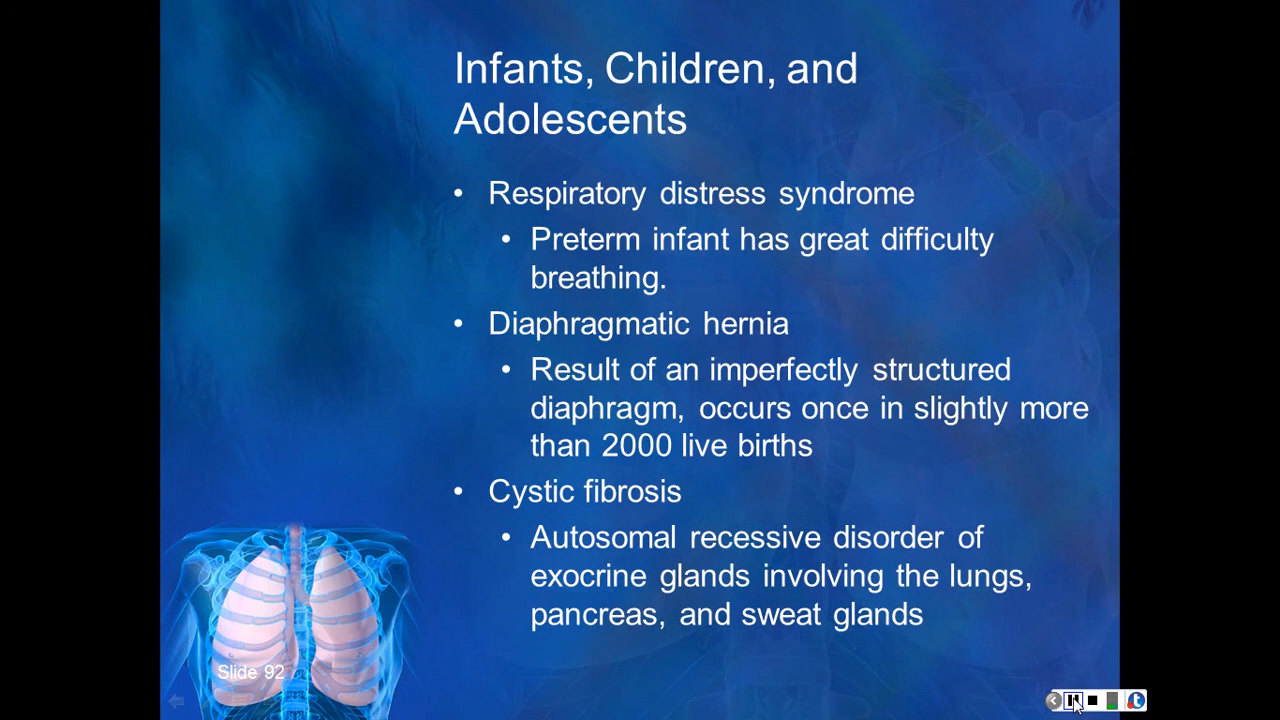 Infants, Children, and
Adolescents
• Respiratory distress syndrome
• Preterm infant has great difficulty
breathing.
• Diaphragmatic hernia
• Result of an imperfectly structured
diaphragm, occurs once in slightly more
than 2000 live births
• Cystic fibrosis
• Autosomal recessive disorder of
exocrine glands involving the lungs,
pancreas, and sweat glands
Slide 92
t